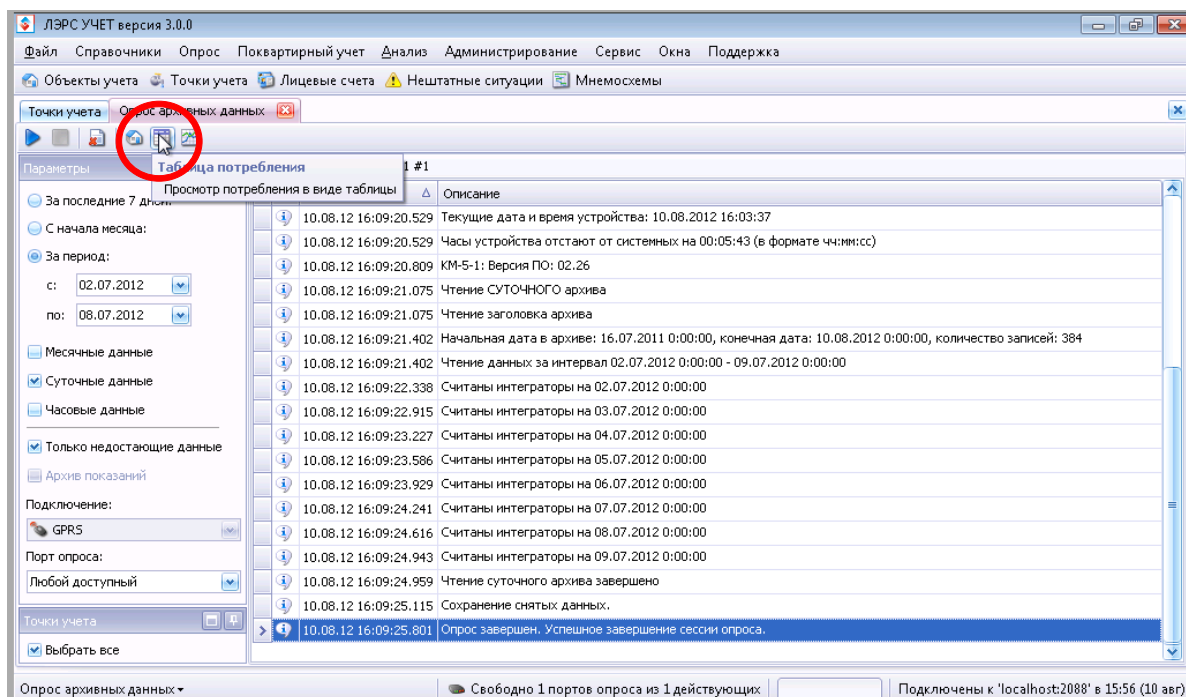 ЛЭРС УЧЕТ версия 3.0.0
Файл Справочники Опрос Поквартирный учет Анализ Администрирование Сервис Окна Поддержка
Объекты учета Точки учета Лицевые счета Нештатные ситуации Мнемосхемы
Точки учета Опрос архивных данных
Параметры
Таблица потребления
Просмотр потребления в виде таблицы
1 #1
Описание
За последние 7 дней:
С начала месяца:
За период:
с: 02.07.2012
по: 08.07.2012
Месячные данные
Суточные данные
Часовые данные
Только недостающие данные
Архив показаний
Подключение:
GPRS
Порт опроса:
Любой доступный
Точки учета
Выбрать все
10.08.12 16:09:20.529 Текущие дата и время устройства: 10.08.2012 16:03:37
10.08.12 16:09:20.529 Часы устройства отстают от системных на 00:05:43 (в формате чч:мм:сс)
10.08.12 16:09:20.809 КМ-5-1: Версия ПО: 02.26
10.08.12 16:09:21.075 Чтение СУТОЧНОГО архива
10.08.12 16:09:21.075 Чтение заголовка архива
10.08.12 16:09:21.402 Начальная дата в архиве: 16.07.2011 0:00:00, конечная дата: 10.08.2012 0:00:00, количество записей: 384
10.08.12 16:09:21.402 Чтение данных за интервал 02.07.2012 0:00:00 - 09.07.2012 0:00:00
10.08.12 16:09:22.338 Считаны интеграторы на 02.07.2012 0:00:00
10.08.12 16:09:22.915 Считаны интеграторы на 03.07.2012 0:00:00
10.08.12 16:09:23.227 Считаны интеграторы на 04.07.2012 0:00:00
10.08.12 16:09:23.586 Считаны интеграторы на 05.07.2012 0:00:00
10.08.12 16:09:23.929 Считаны интеграторы на 06.07.2012 0:00:00
10.08.12 16:09:24.241 Считаны интеграторы на 07.07.2012 0:00:00
10.08.12 16:09:24.616 Считаны интеграторы на 08.07.2012 0:00:00
10.08.12 16:09:24.943 Считаны интеграторы на 09.07.2012 0:00:00
10.08.12 16:09:24.959 Чтение суточного архива завершено
10.08.12 16:09:25.115 Сохранение снятых данных.
10.08.12 16:09:25.801 Опрос завершен. Успешное завершение сессии опроса.
Опрос архивных данных Свободно 1 портов опроса из 1 действующих Подключены к 'localhost:2088' в 15:56 (10 авг)